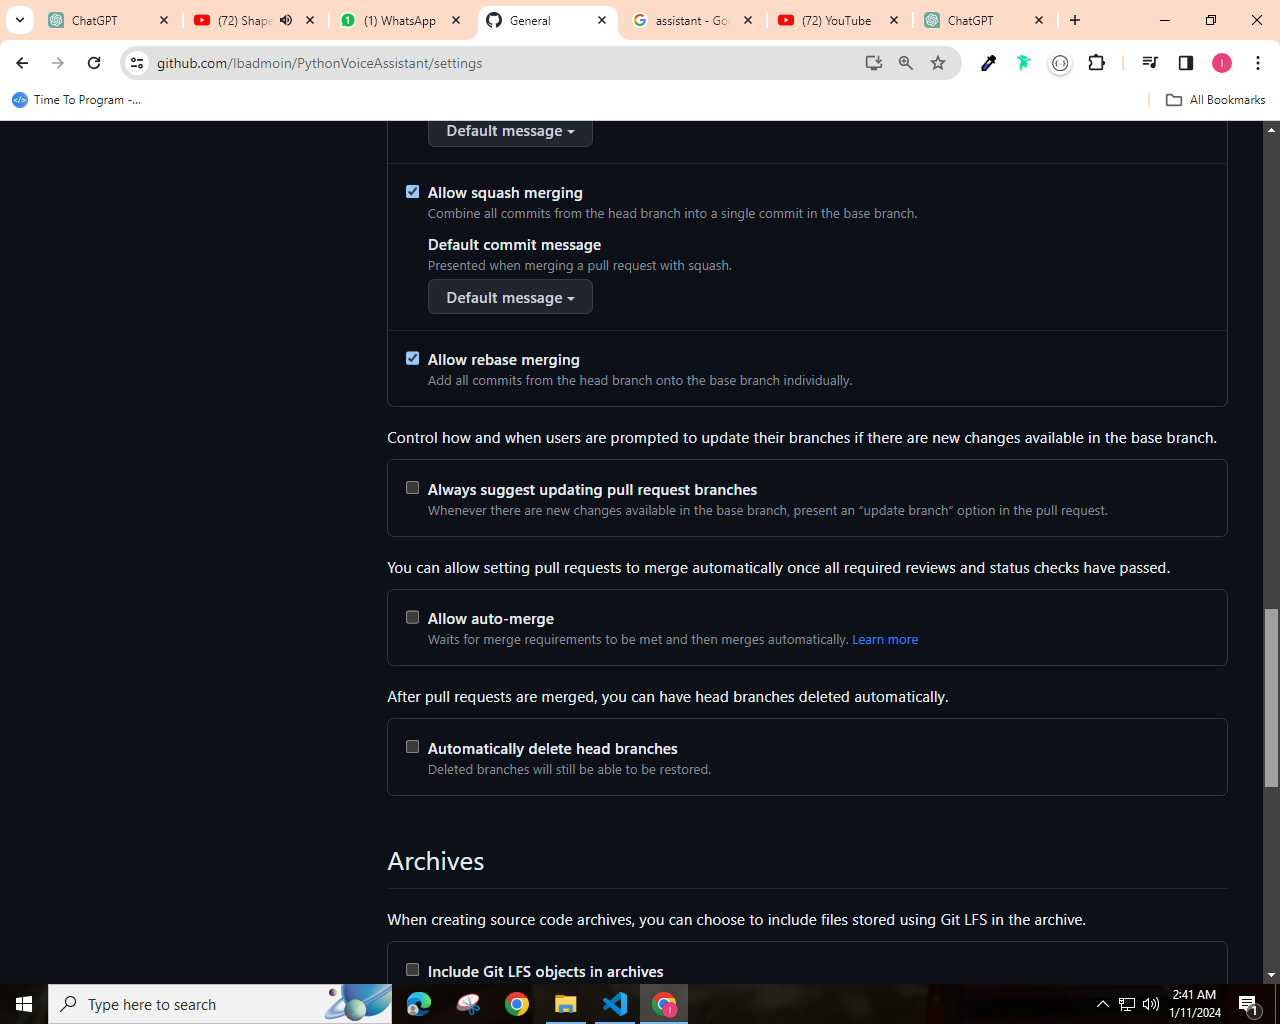 ChatGPT
(72) Shape
(1) WhatsApp
General
assistant - Goo
(72) YouTube
ChatGPT
github.com/Ibadmoin/PythonVoiceAssistant/settings
Time To Program -...
All Bookmarks
Default message
Allow squash merging
Combine all commits from the head branch into a single commit in the base branch.
Default commit message
Presented when merging a pull request with squash.
Default message
Allow rebase merging
Add all commits from the head branch onto the base branch individually.
Control how and when users are prompted to update their branches if there are new changes available in the base branch.
Always suggest updating pull request branches
Whenever there are new changes available in the base branch, present an “update branch” option in the pull request.
You can allow setting pull requests to merge automatically once all required reviews and status checks have passed.
Allow auto-merge
Waits for merge requirements to be met and then merges automatically. Learn more
After pull requests are merged, you can have head branches deleted automatically.
Automatically delete head branches
Deleted branches will still be able to be restored.
Archives
When creating source code archives, you can choose to include files stored using Git LFS in the archive.
Include Git LFS objects in archives
Type here to search
2:41 AM
1/11/2024
1